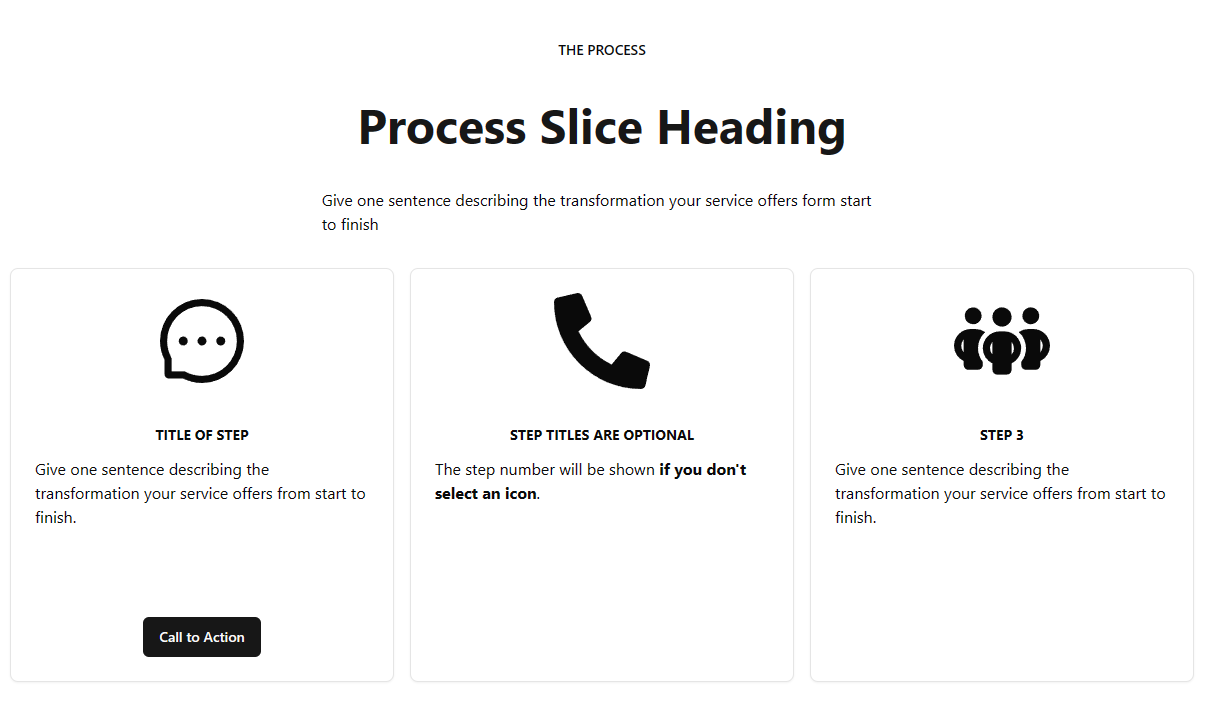 THE PROCESS
Process Slice Heading
Give one sentence describing the transformation your service offers form start
to finish
TITLE OF STEP
Give one sentence describing the
transformation your service offers from start to
finish.
Call to Action
STEP TITLES ARE OPTIONAL
The step number will be shown if you don't
select an icon.
STEP 3
Give one sentence describing the
transformation your service offers from start to
finish.